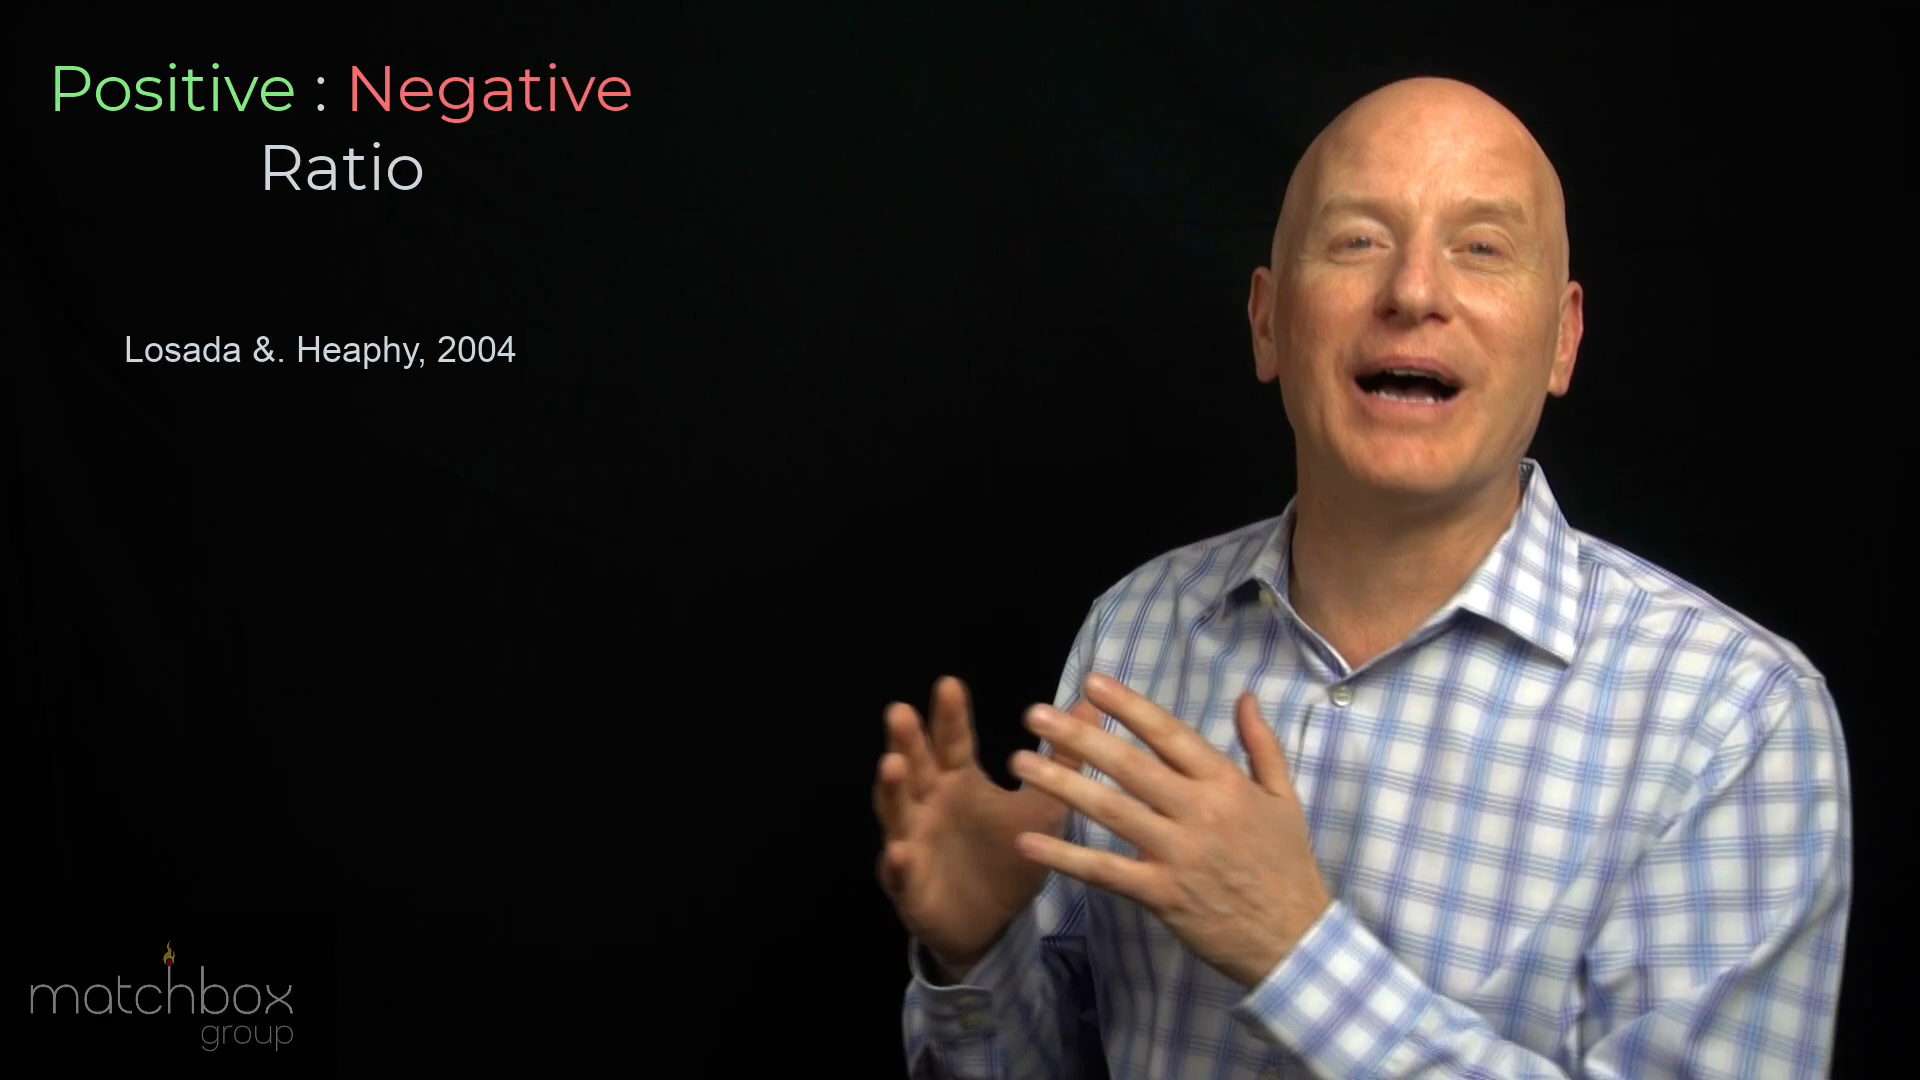 Positive : Negative
Ratio
Losada &. Heaphy, 2004
matchbox
group